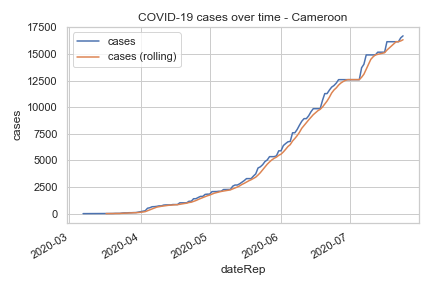 COVID-19 cases over time - Cameroon
17500
15000
12500
10000
7500
5000
2500
0
cases
cases
cases (rolling)
2020-03
2020-04
2020-05
2020-06
2020-07
dateRep